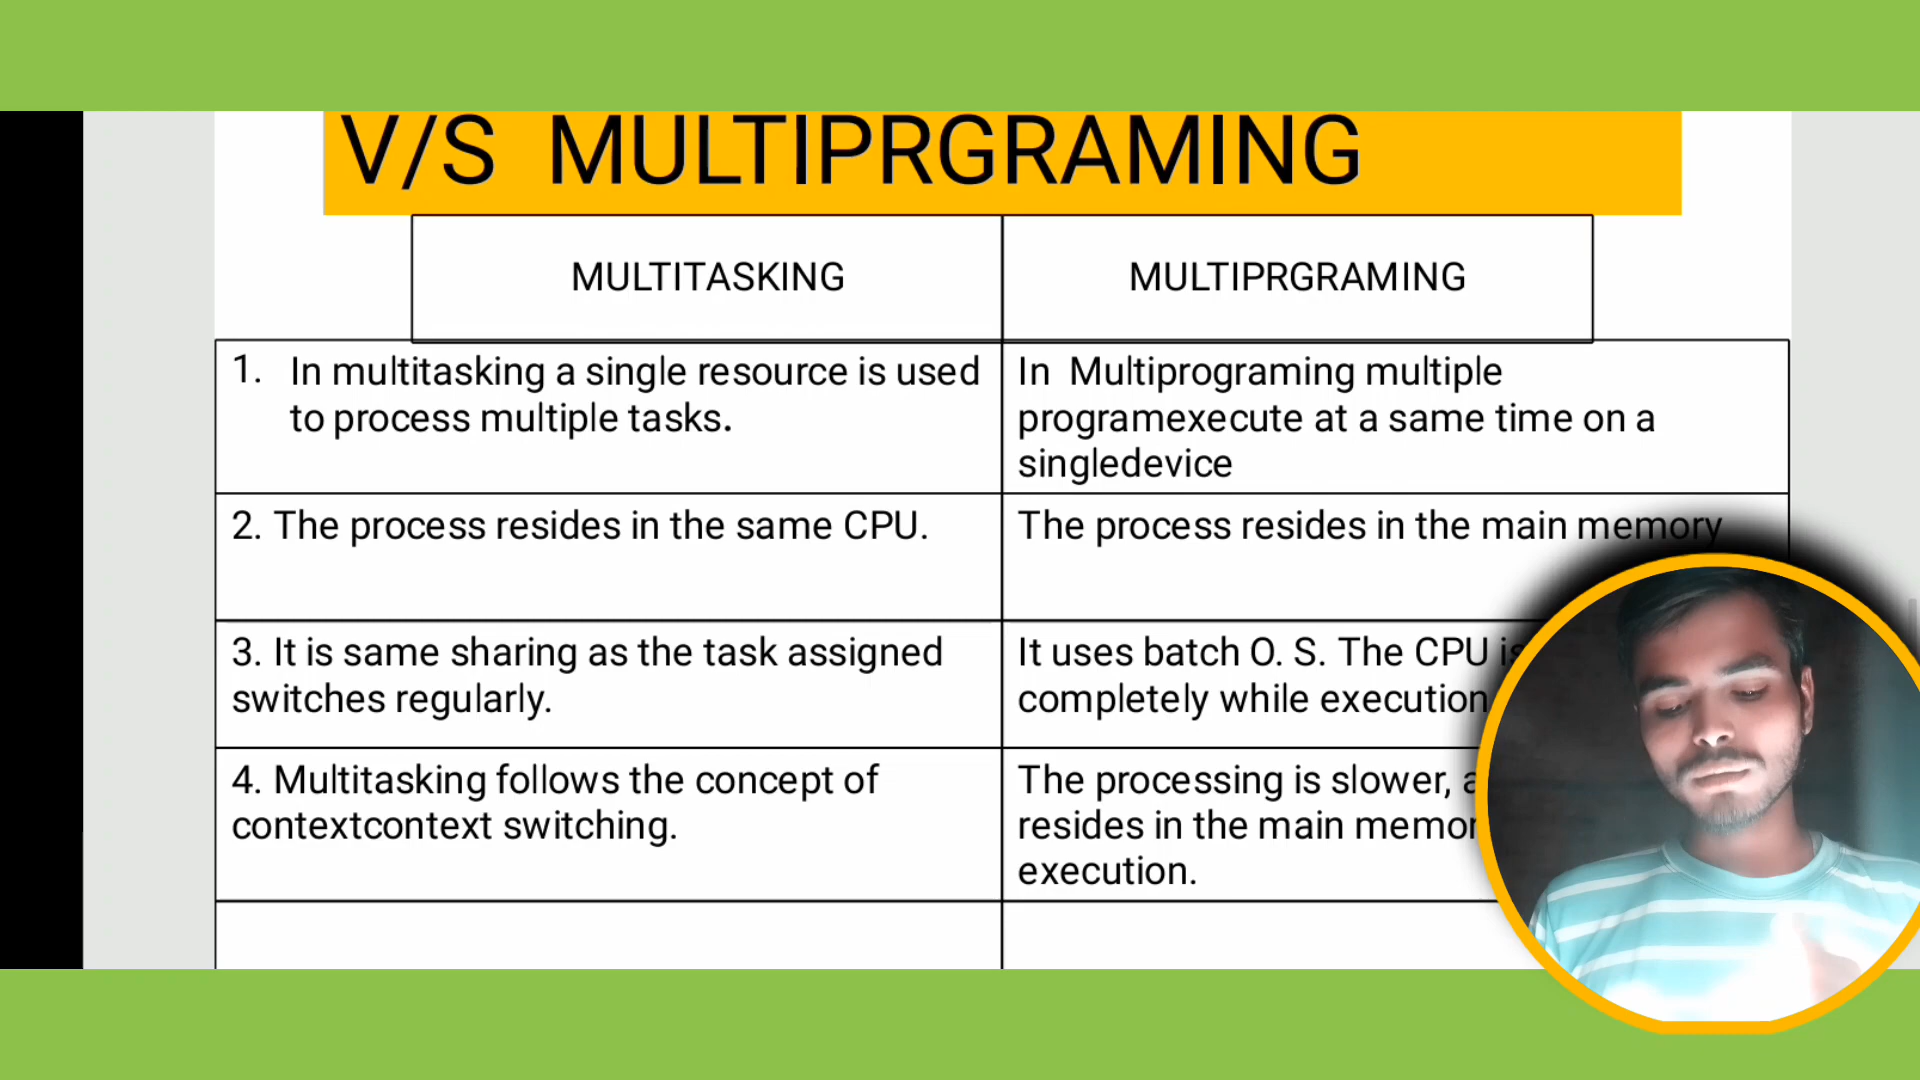 V/S MULTIPRGRAMING
MULTITASKING
MULTIPRGRAMING
1. In multitasking a single resource is used
to process multiple tasks.
In Multiprograming multiple
programexecute at a same time on a
singledevice
2. The process resides in the same CPU.
The process resides in the main memory
3. It is same sharing as the task assigned
switches regularly.
It uses batch O. S. The CPU is
completely while execution
4. Multitasking follows the concept of
contextcontext switching.
The processing is slower,
resides in the main
execution.